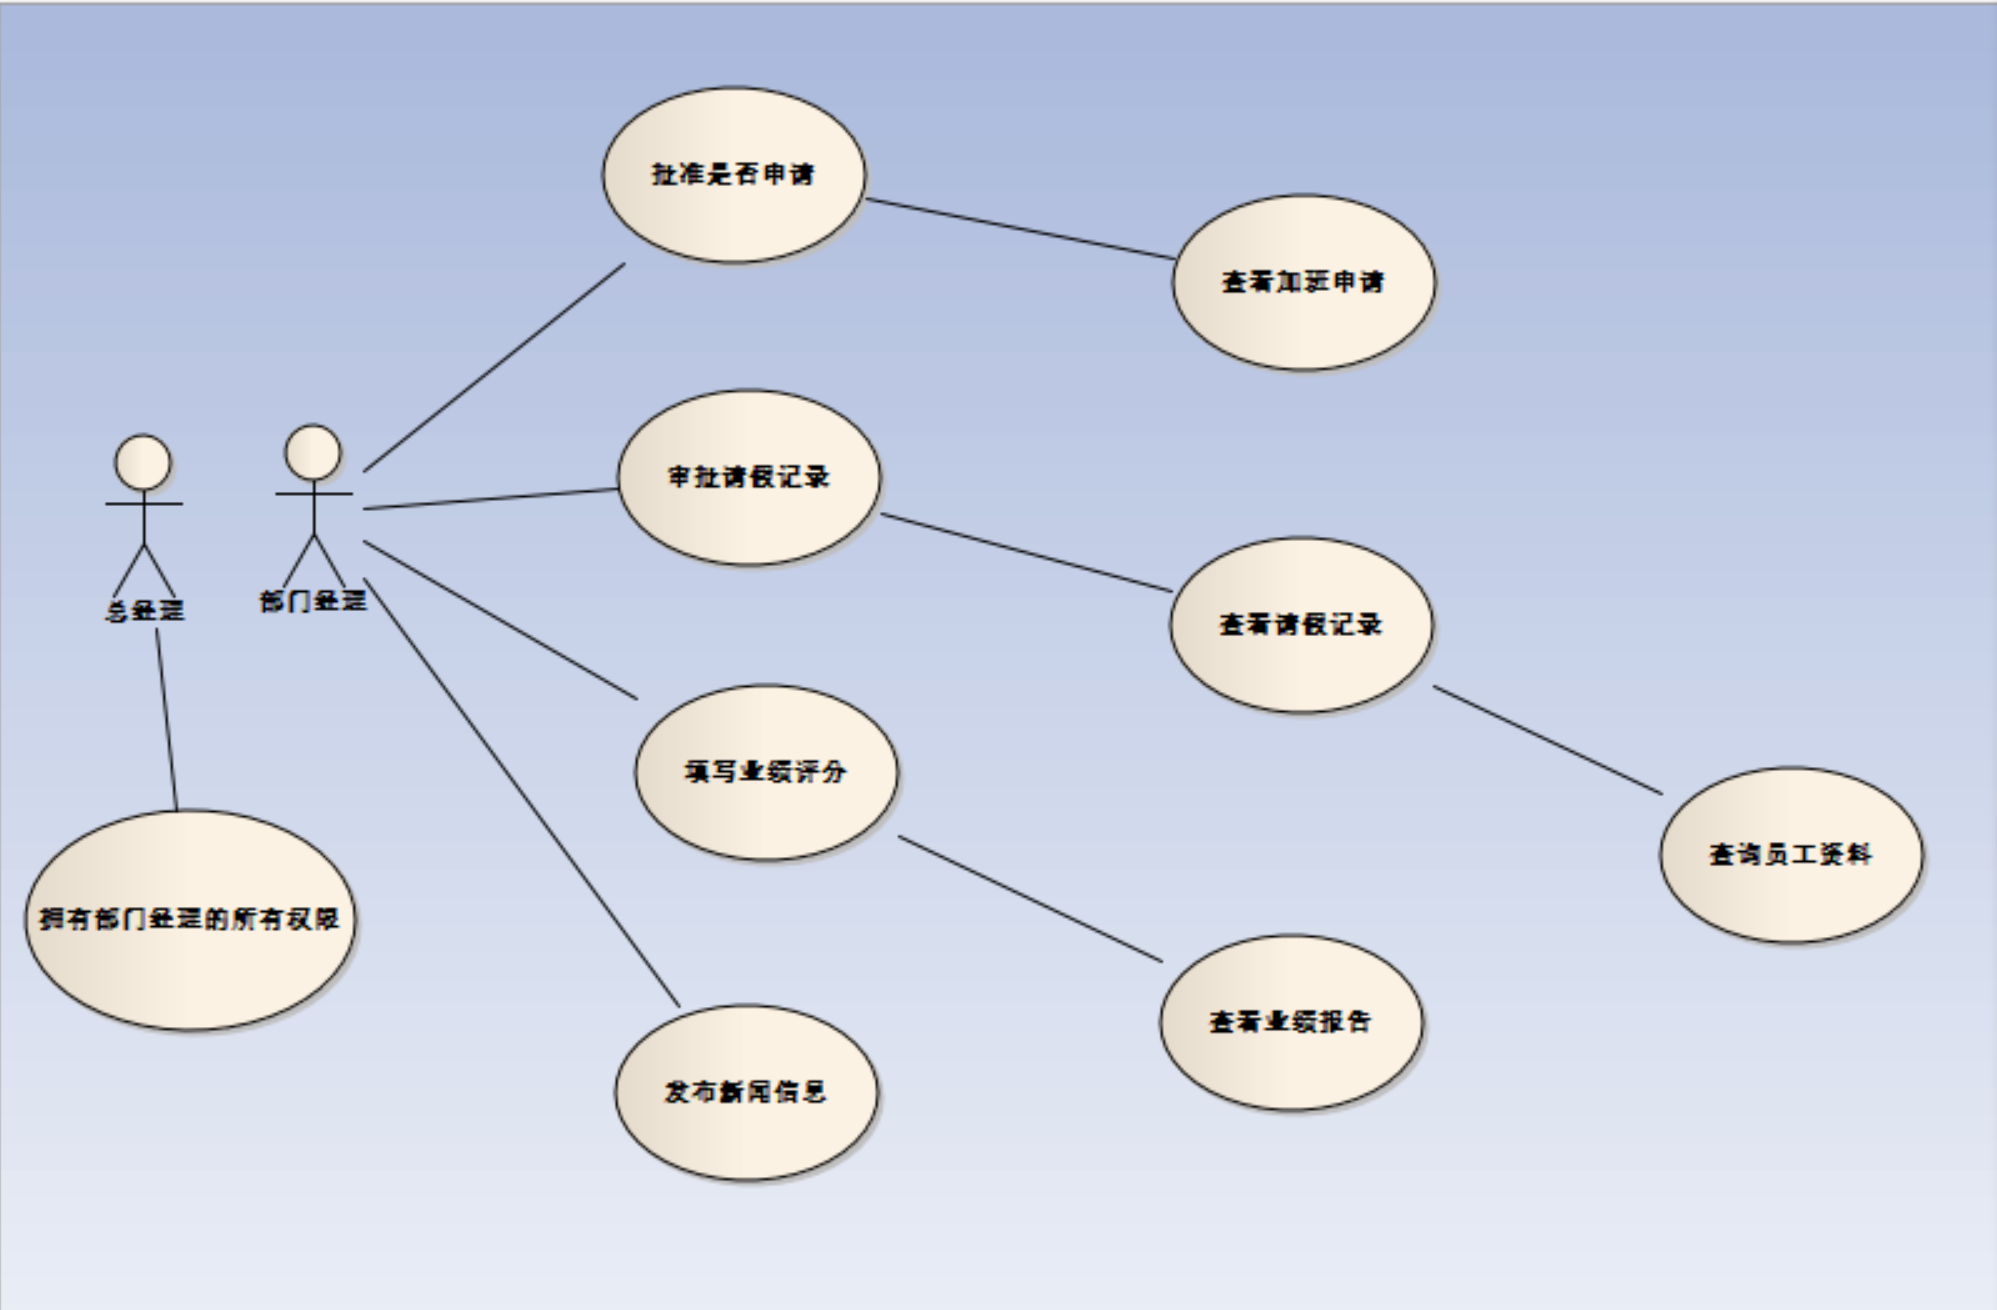 批准是否申请
查看加班申请
审批请假记录
总经理
部门经理
查看请假记录
填写业绩评分
查询员工资料
拥有部门经理的所有权限
查看业绩报告
发布新闻信息